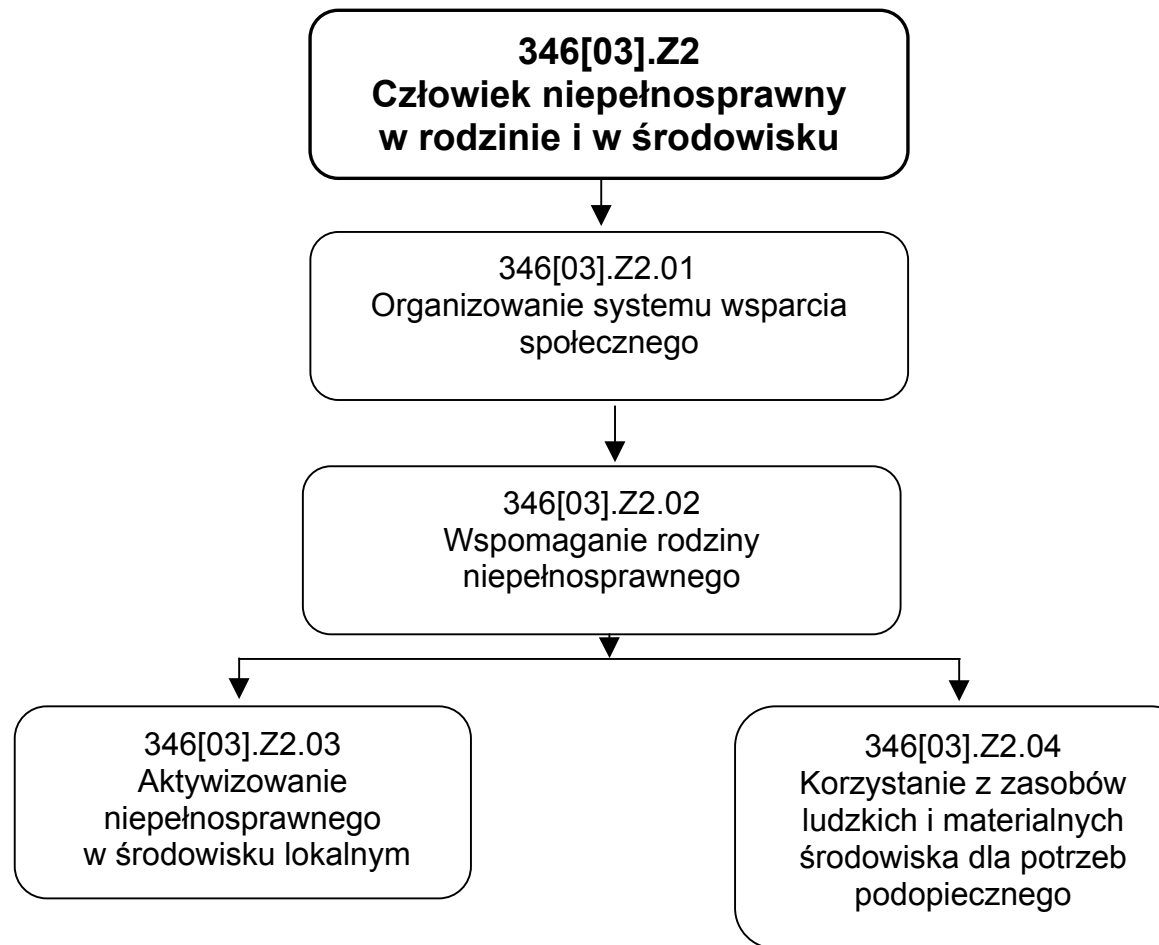 346[03].Z2
Człowiek niepełnosprawny
w rodzinie i w środowisku
346[03].Z2.01
Organizowanie systemu wsparcia
społecznego
346[03].Z2.02
Wspomaganie rodziny
niepełnosprawnego
346[03].Z2.03
Aktywizowanie
niepełnosprawnego
w środowisku lokalnym
346[03].Z2.04
Korzystanie z zasobów
ludzkich i materialnych
środowiska dla potrzeb
podopiecznego